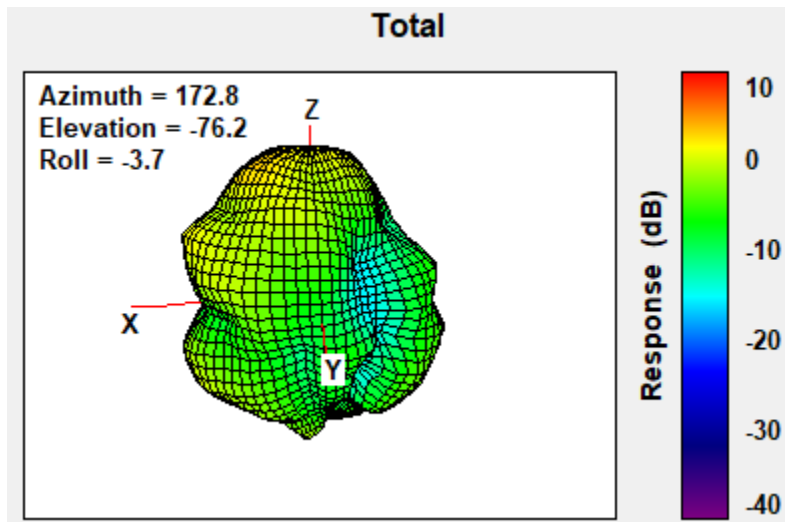 Total
Azimuth = 172.8
Elevation = -76.2
Roll = -3.7
Z
X
Y
Response (dB)
10
0
-10
-20
-30
-40